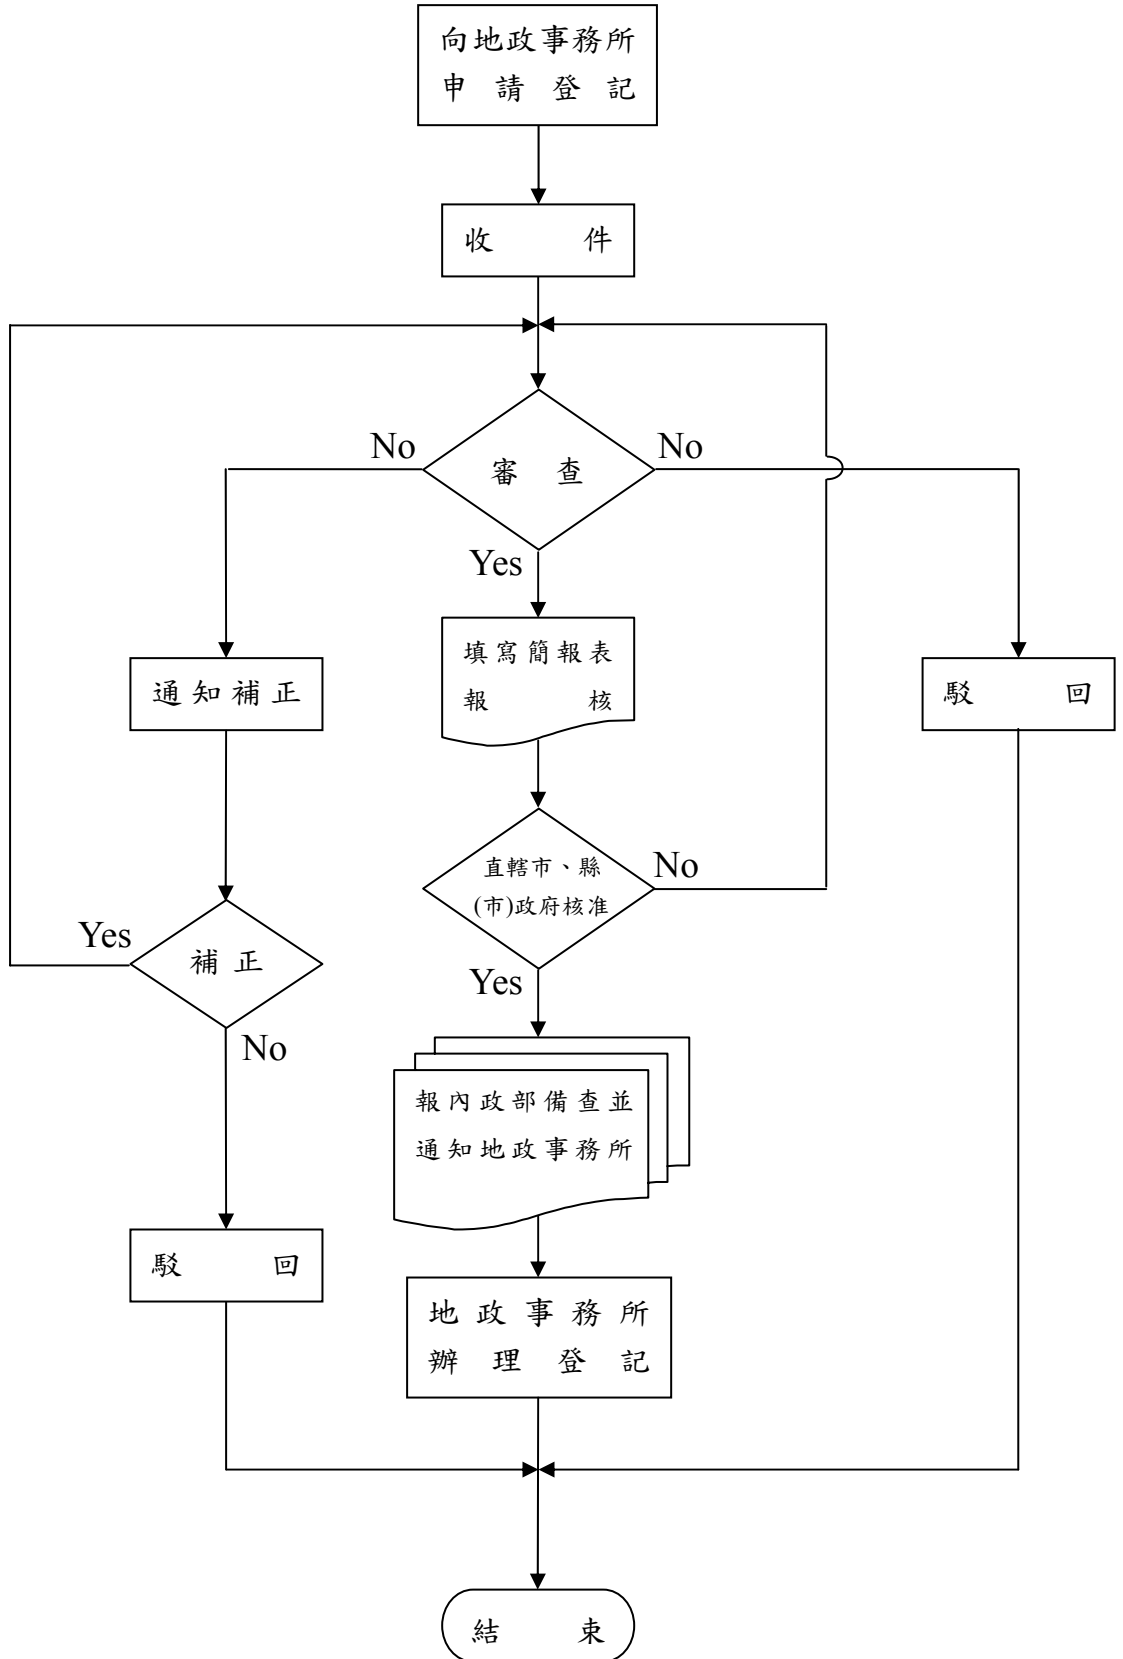 向地政事務所
申請登記
收件
No
審查
No
Yes
填寫簡報表
報核
通知補正
駁回
直轄市、縣
(市)政府核准
No
Yes
補正
Yes
No
報內政部備查並
通知地政事務所
駁回
地政事務所
辦理登記
結束